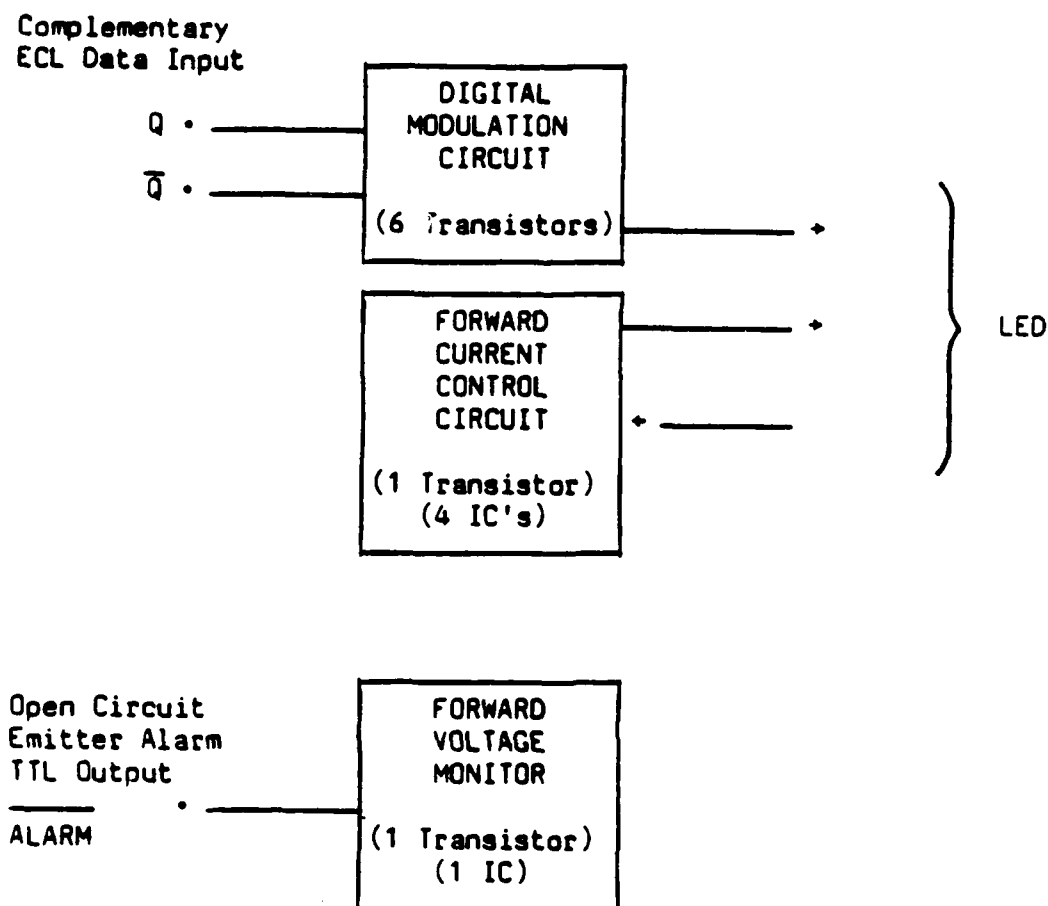 Complementary
ECL Data Input
Q
Q̅
DIGITAL
MODULATION
CIRCUIT
(6 Transistors)
FORWARD
CURRENT
CONTROL
CIRCUIT
(1 Transistor)
(4 IC's)
LED
Open Circuit
Emitter Alarm
TTL Output
A̅L̅A̅R̅M̅
FORWARD
VOLTAGE
MONITOR
(1 Transistor)
(1 IC)